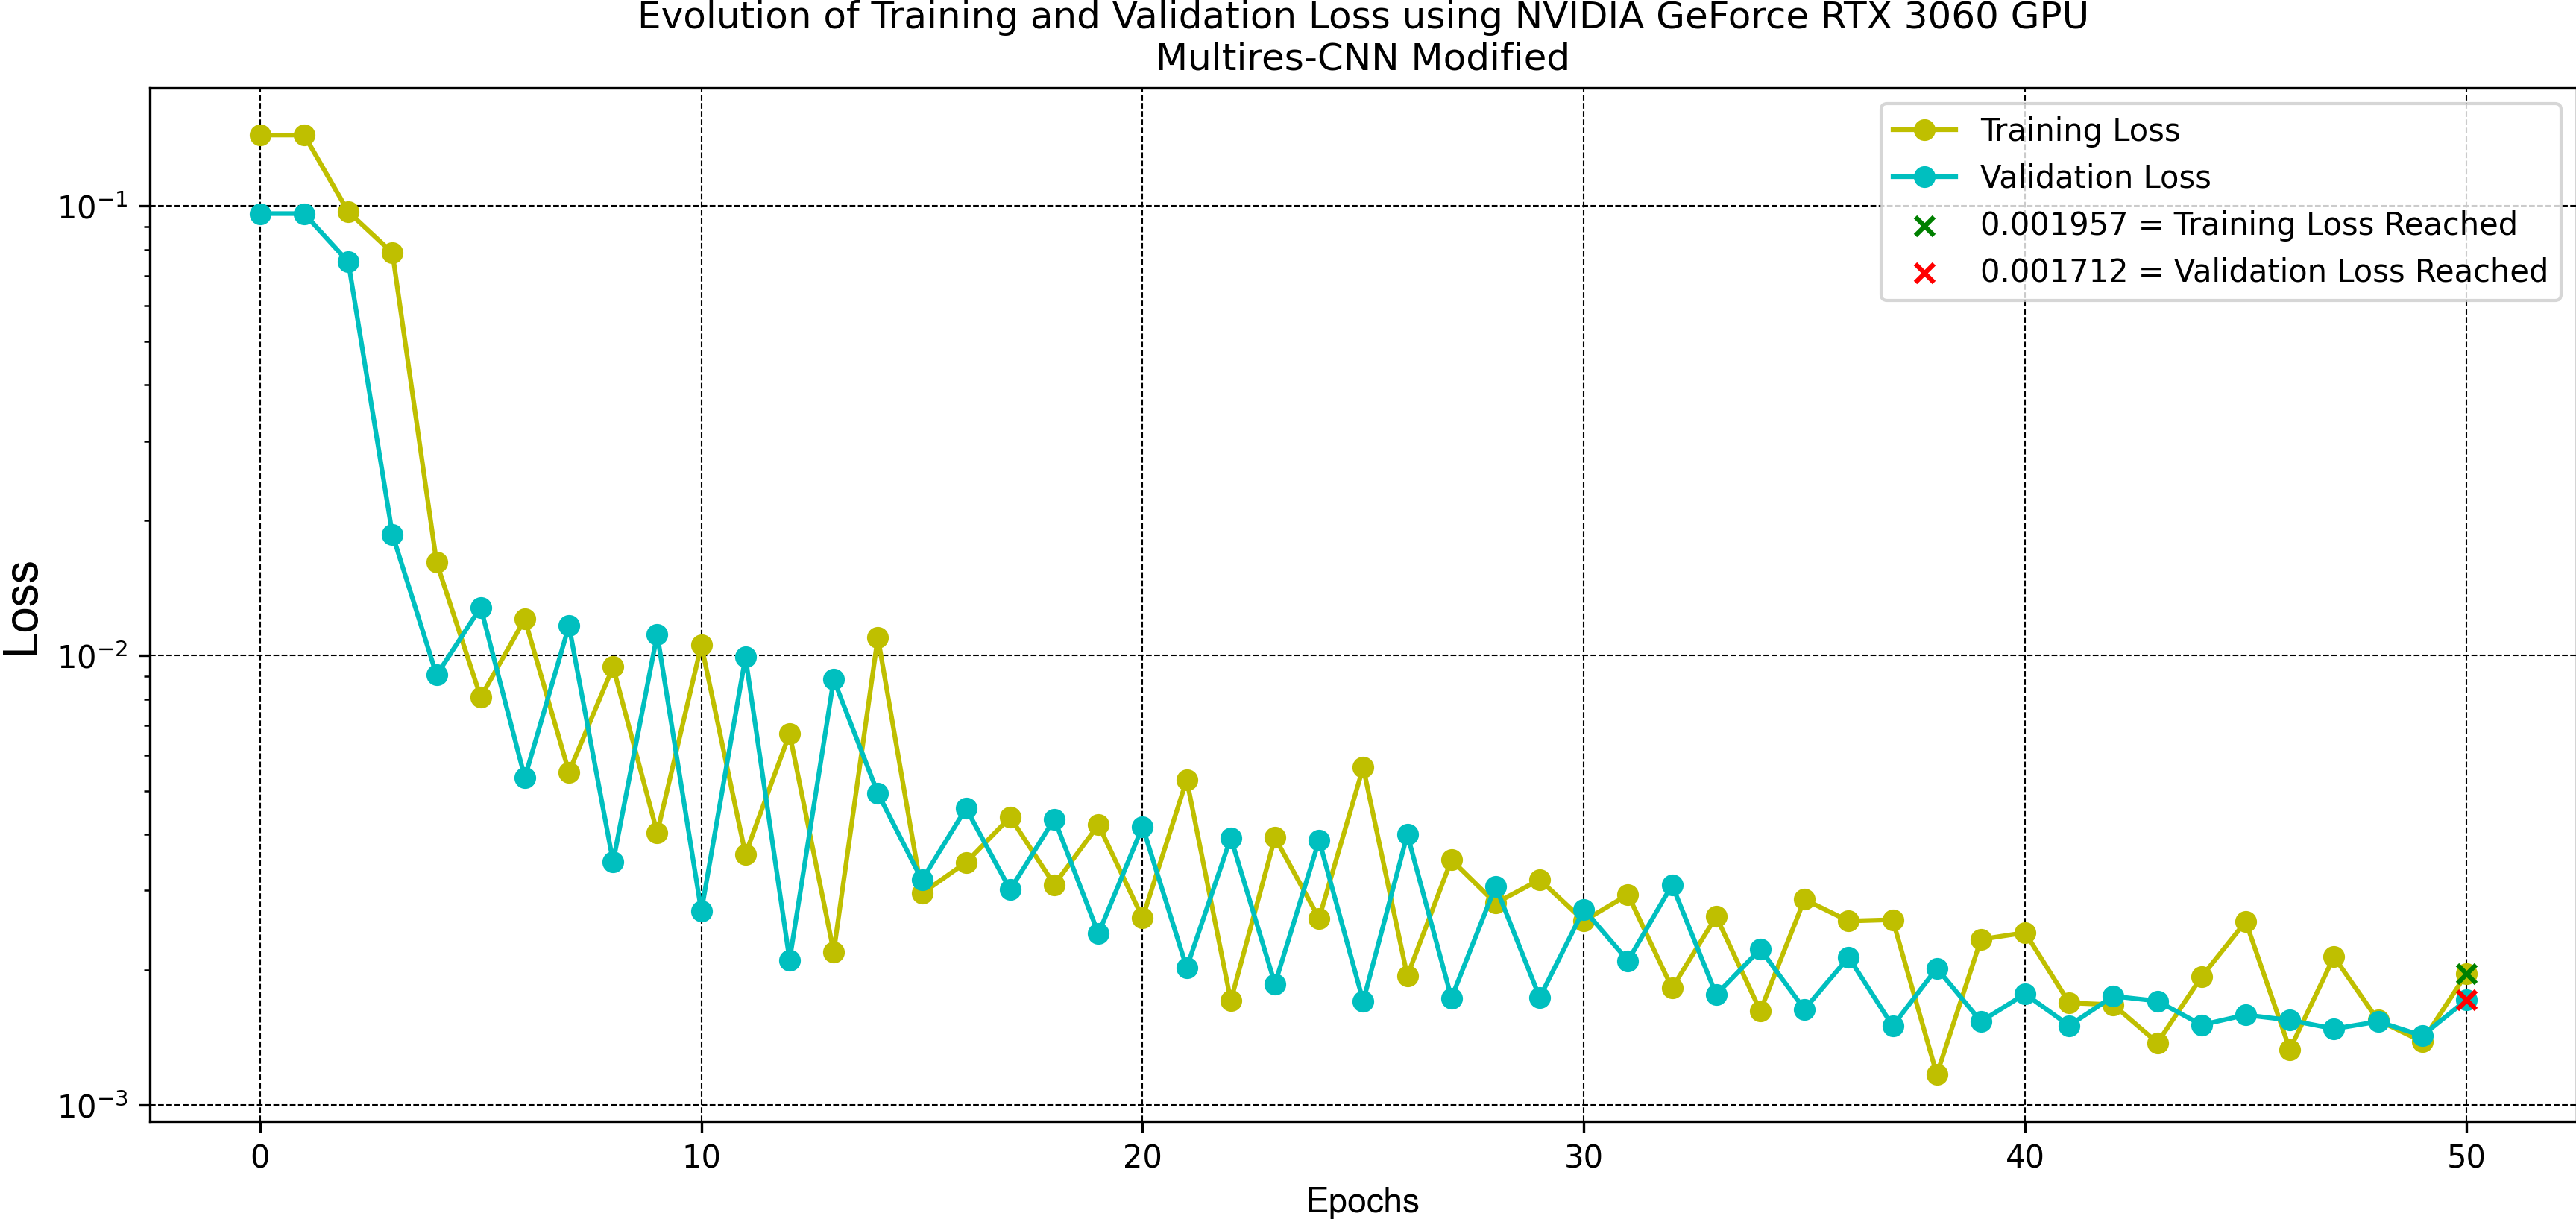 Evolution of Training and Validation Loss using NVIDIA GeForce RTX 3060 GPU
Multires-CNN Modified
Training Loss
Validation Loss
0.001957 = Training Loss Reached
0.001712 = Validation Loss Reached
Loss
10⁻¹
10⁻²
10⁻³
0 10 20 30 40 50
Epochs